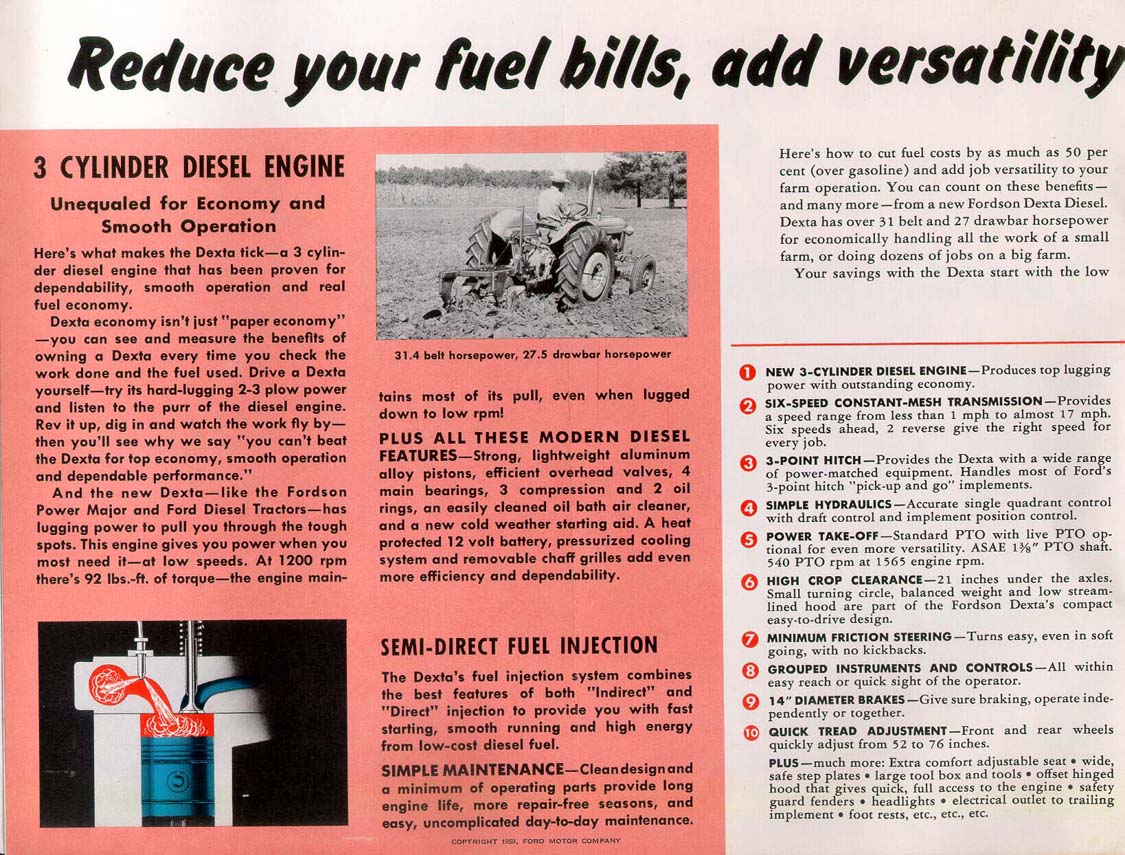 Reduce your fuel bills, add versatility
3 CYLINDER DIESEL ENGINE
Unequaled for Economy and
Smooth Operation
Here's what makes the Dexta tick—a 3 cylin-
der diesel engine that has been proven for
dependability, smooth operation and real
fuel economy.
Dexta economy isn't just "paper economy"
—you can see and measure the benefits of
owning a Dexta every time you check the
work done and the fuel used. Drive a Dexta
yourself—try its hard-lugging 2-3 plow power
and listen to the purr of the diesel engine.
Rev it up, dig in and watch the work fly by—
then you'll see why we say "you can't beat
the Dexta for top economy, smooth operation
and dependable performance."
And the new Dexta—like the Fordson
Power Major and Ford Diesel Tractors—has
lugging power to pull you through the tough
spots. This engine gives you power when you
most need it—at low speeds. At 1200 rpm
there's 92 lbs.-ft. of torque—the engine main-
31.4 belt horsepower, 27.5 drawbar horsepower
tains most of its pull, even when lugged
down to low rpm!
PLUS ALL THESE MODERN DIESEL
FEATURES—Strong, lightweight aluminum
alloy pistons, efficient overhead valves, 4
main bearings, 3 compression and 2 oil
rings, an easily cleaned oil bath air cleaner,
and a new cold weather starting aid. A heat
protected 12 volt battery, pressurized cooling
system and removable chaff grilles add even
more efficiency and dependability.
SEMI-DIRECT FUEL INJECTION
The Dexta's fuel injection system combines
the best features of both "Indirect" and
"Direct" injection to provide you with fast
starting, smooth running and high energy
from low-cost diesel fuel.
SIMPLE MAINTENANCE—Clean design and
a minimum of operating parts provide long
engine life, more repair-free seasons, and
easy, uncomplicated day-to-day maintenance.
COPYRIGHT 1959, FORD MOTOR COMPANY
Here's how to cut fuel costs by as much as 50 per
cent (over gasoline) and add job versatility to your
farm operation. You can count on these benefits—
and many more—from a new Fordson Dexta Diesel.
Dexta has over 31 belt and 27 drawbar horsepower
for economically handling all the work of a small
farm, or doing dozens of jobs on a big farm.
Your savings with the Dexta start with the low
1 NEW 3-CYLINDER DIESEL ENGINE—Produces top lugging
power with outstanding economy.
2 SIX-SPEED CONSTANT-MESH TRANSMISSION—Provides
a speed range from less than 1 mph to almost 17 mph.
Six speeds ahead, 2 reverse give the right speed for
every job.
3 3-POINT HITCH—Provides the Dexta with a wide range
of power-matched equipment. Handles most of Ford's
3-point hitch "pick-up and go" implements.
4 SIMPLE HYDRAULICS—Accurate single quadrant control
with draft control and implement position control.
5 POWER TAKE-OFF—Standard PTO with live PTO op-
tional for even more versatility. ASAE 1⅜" PTO shaft.
540 PTO rpm at 1565 engine rpm.
6 HIGH CROP CLEARANCE—21 inches under the axles.
Small turning circle, balanced weight and low stream-
lined hood are part of the Fordson Dexta's compact
easy-to-drive design.
7 MINIMUM FRICTION STEERING—Turns easy, even in soft
going, with no kickbacks.
8 GROUPED INSTRUMENTS AND CONTROLS—All within
easy reach or quick sight of the operator.
9 14" DIAMETER BRAKES—Give sure braking, operate inde-
pendently or together.
10 QUICK TREAD ADJUSTMENT—Front and rear wheels
quickly adjust from 52 to 76 inches.
PLUS—much more: Extra comfort adjustable seat • wide,
safe step plates • large tool box and tools • offset hinged
hood that gives quick, full access to the engine • safety
guard fenders • headlights • electrical outlet to trailing
implement • foot rests, etc., etc., etc.